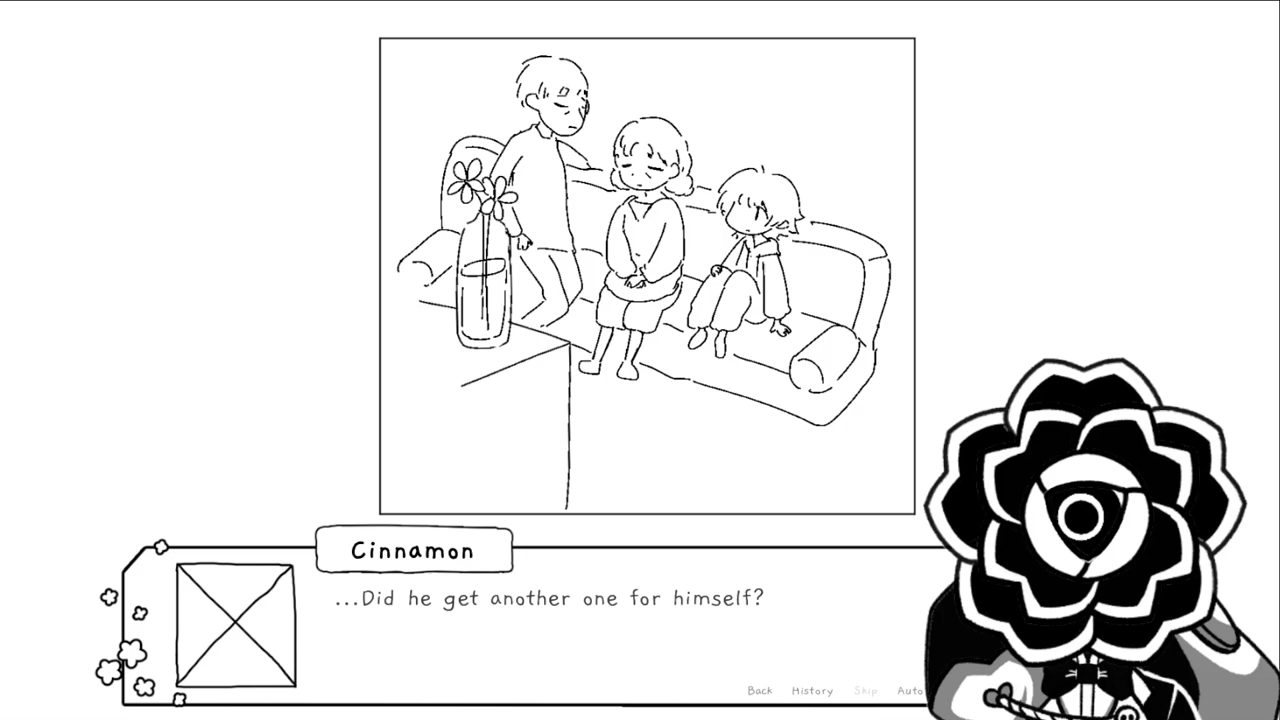 Cinnamon
...Did he get another one for himself?
Back History Skip Auto